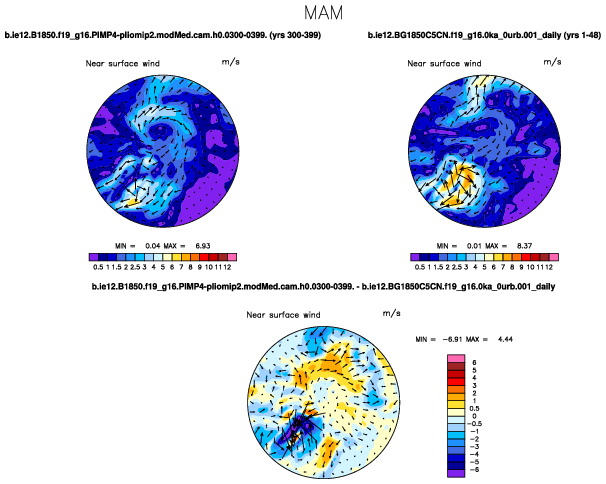 MAM
b.ie12.B1850.f19_g16.PIMP4-pliomip2.modMed.cam.h0.0300-0399. (yrs 300-399)
b.ie12.BG1850C5CN.f19_g16.0ka_0urb.001_daily (yrs 1-48)
Near surface wind m/s
Near surface wind m/s
MIN = 0.04 MAX = 6.93
MIN = 0.01 MAX = 8.37
0.5 1 1.5 2 2.5 3 4 5 6 7 8 9 10 11 12
0.5 1 1.5 2 2.5 3 4 5 6 7 8 9 10 11 12
b.ie12.B1850.f19_g16.PIMP4-pliomip2.modMed.cam.h0.0300-0399. - b.ie12.BG1850C5CN.f19_g16.0ka_0urb.001_daily
Near surface wind m/s
MIN = -6.91 MAX = 4.44
6
5
4
3
2
1
0.5
0
-0.5
-1
-2
-3
-4
-5
-6